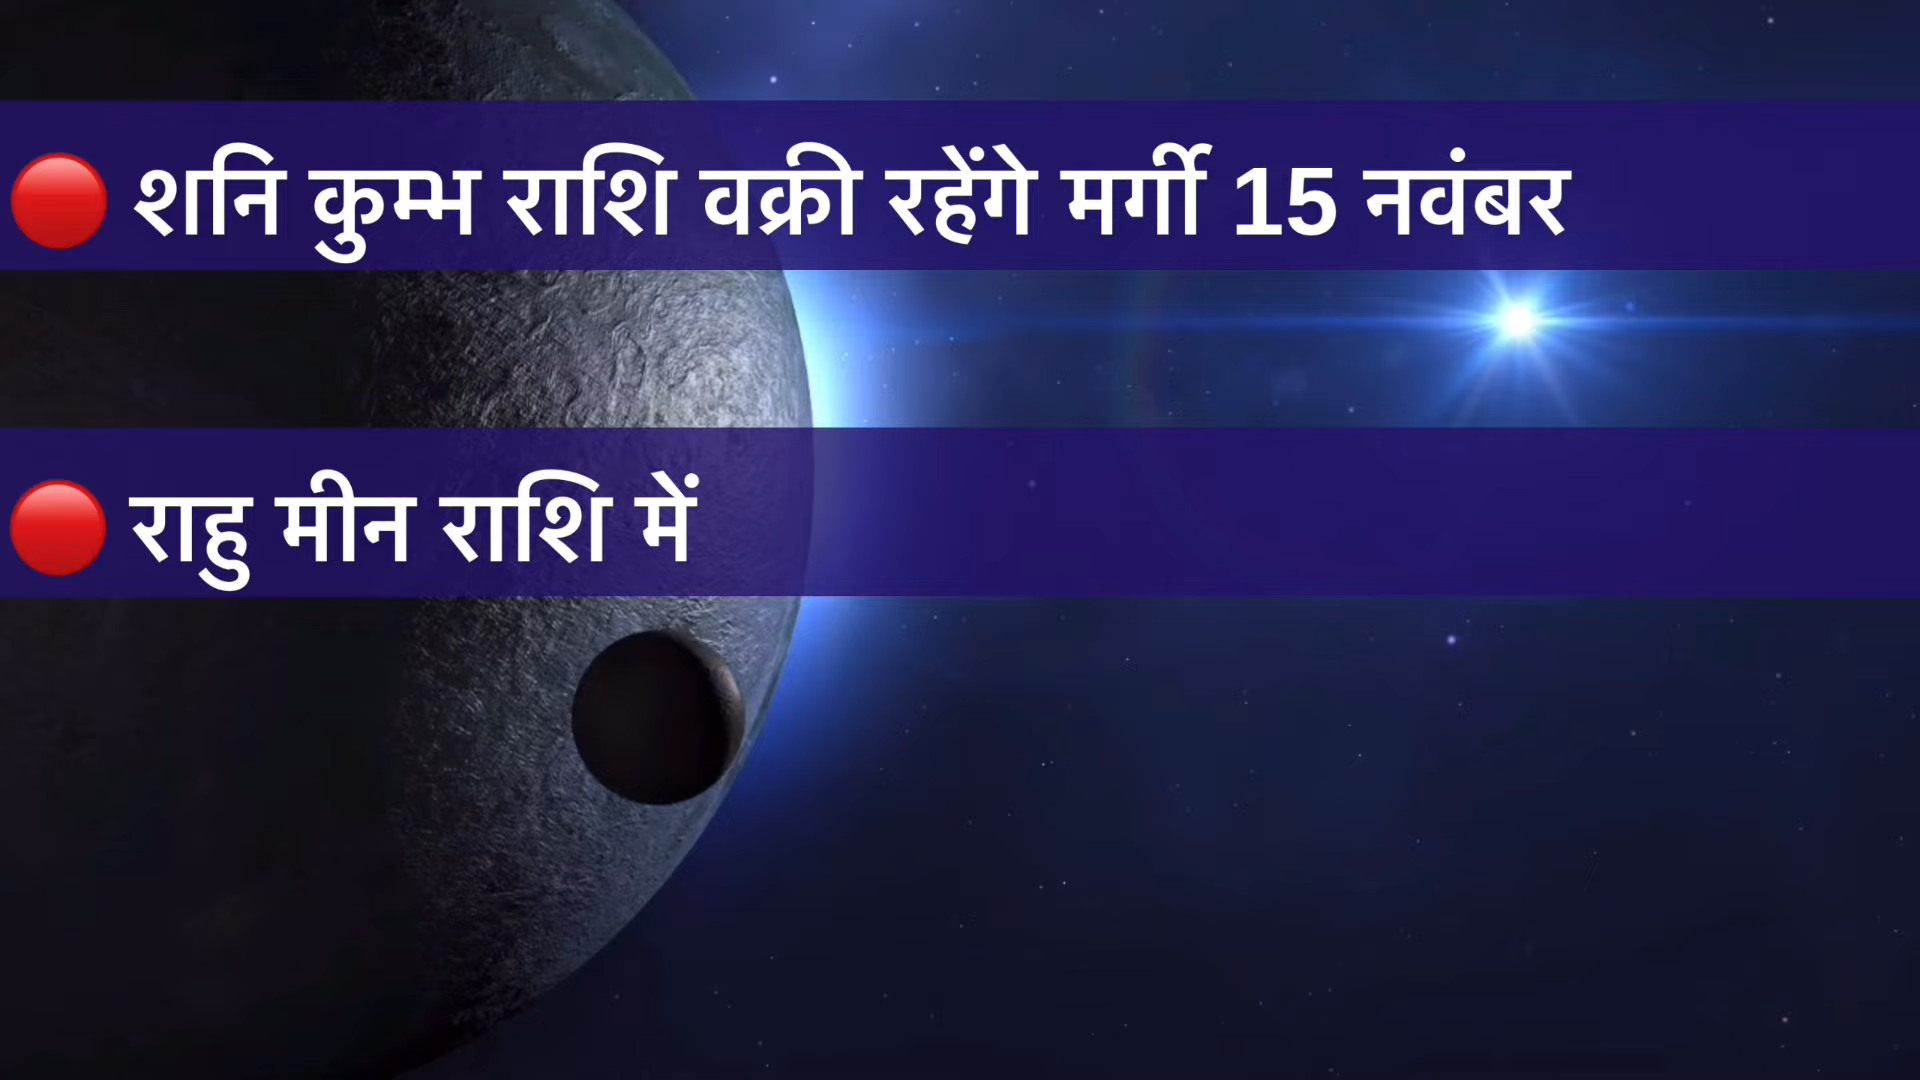 शनि कुम्भ राशि वक्री रहेंगे मर्गी 15 नवंबर
राहु मीन राशि में